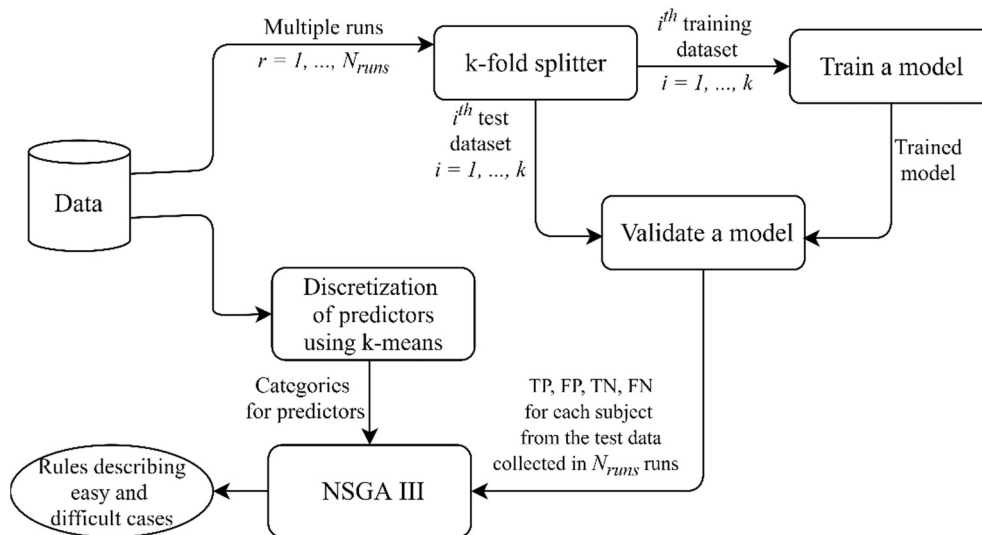 Multiple runs
r = 1, ..., N_runs
k-fold splitter
i^th training
dataset
i = 1, ..., k
Train a model
i^th test
dataset
i = 1, ..., k
Trained
model
Data
Validate a model
Discretization
of predictors
using k-means
Categories
for predictors
TP, FP, TN, FN
for each subject
from the test data
collected in N_runs runs
Rules describing
easy and
difficult cases
NSGA III